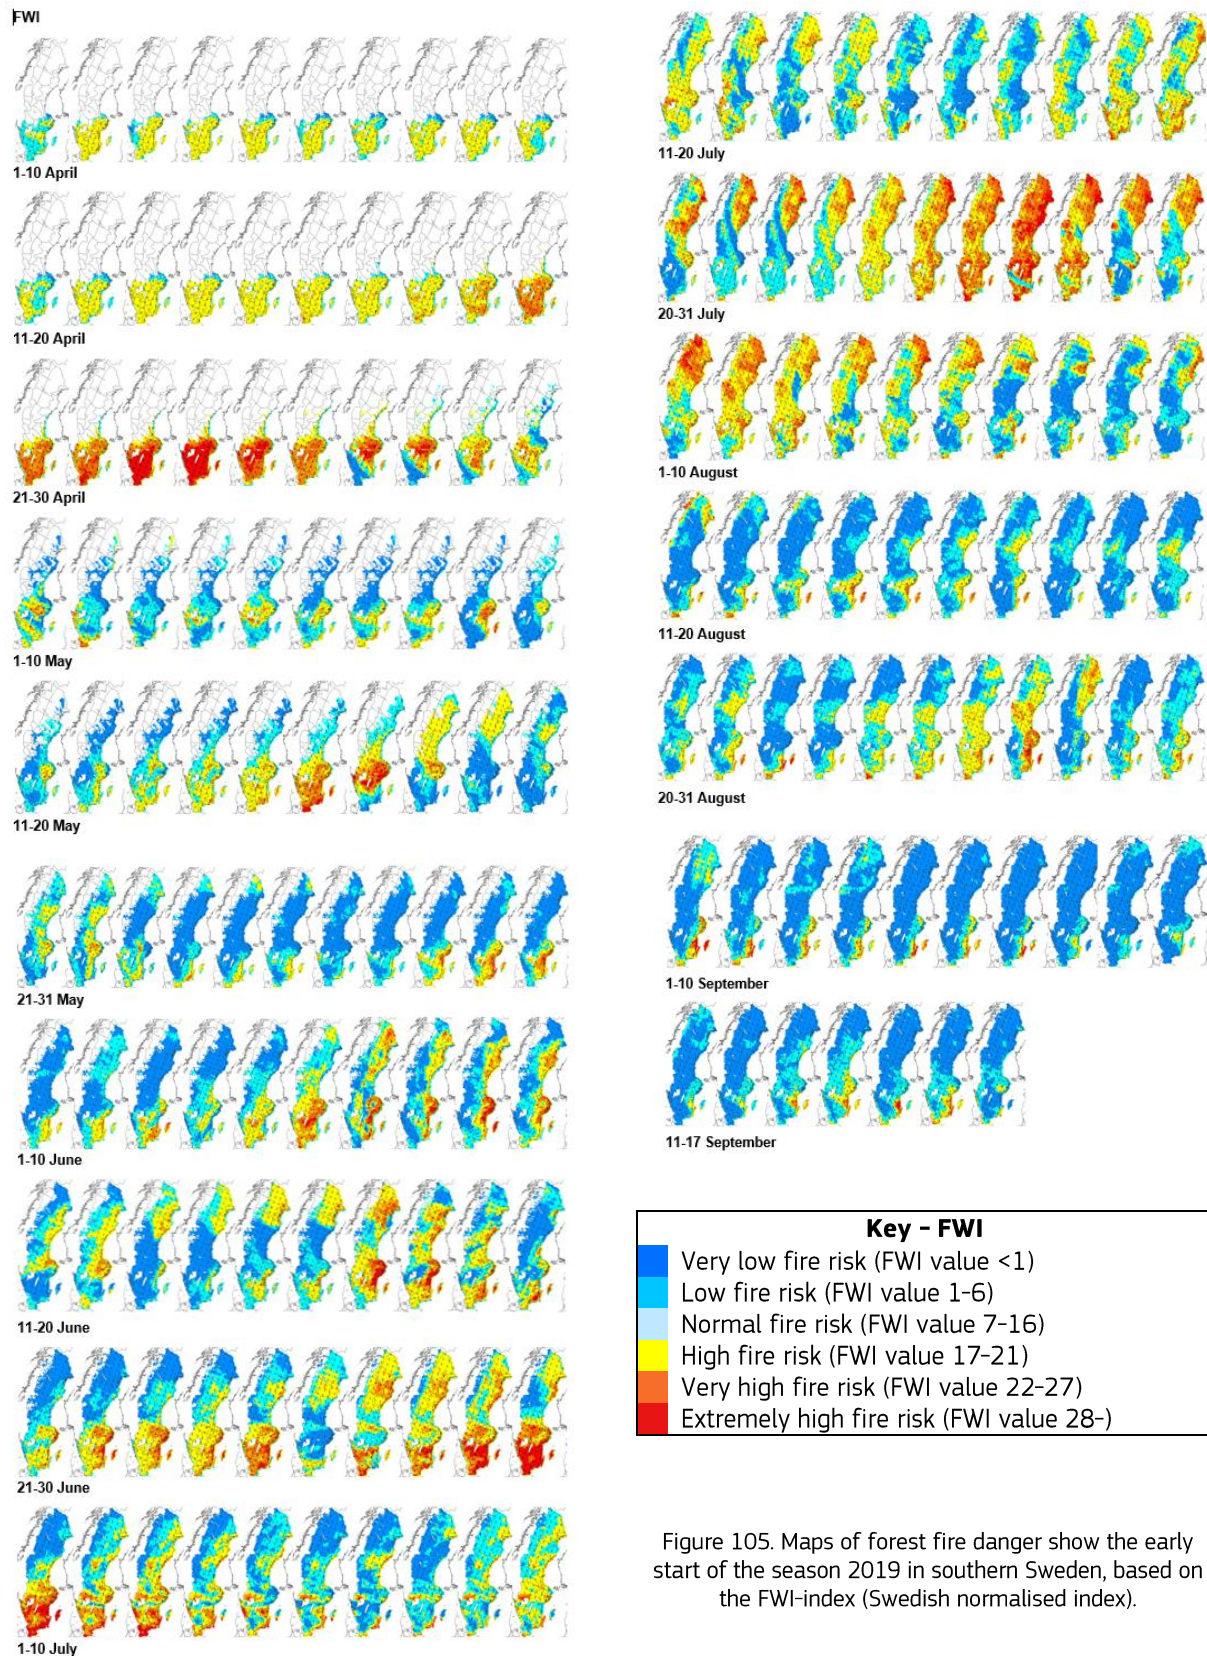 FWI
1-10 April
11-20 April
21-30 April
1-10 May
11-20 May
21-31 May
1-10 June
11-20 June
21-30 June
1-10 July
11-20 July
20-31 July
1-10 August
11-20 August
20-31 August
1-10 September
11-17 September
Key - FWI
Very low fire risk (FWI value <1)
Low fire risk (FWI value 1-6)
Normal fire risk (FWI value 7-16)
High fire risk (FWI value 17-21)
Very high fire risk (FWI value 22-27)
Extremely high fire risk (FWI value 28-)
Figure 105. Maps of forest fire danger show the early
start of the season 2019 in southern Sweden, based on
the FWI-index (Swedish normalised index).